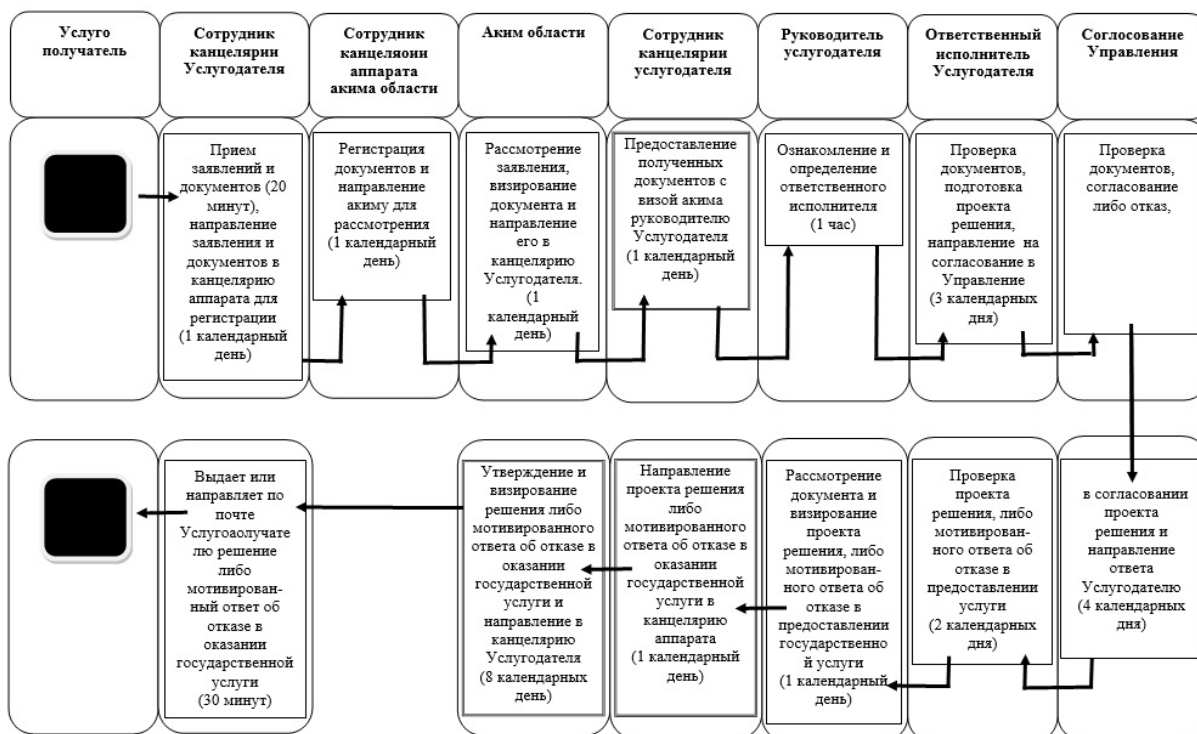 Услуго
получатель
Сотрудник
канцелярии
Услугодателя
Сотрудник
канцеляоии
аппарата
акима области
Аким области
Сотрудник
канцелярии
услугодателя
Руководитель
услугодателя
Ответственный
исполнитель
Услугодателя
Соглосование
Управления
Прием
заявлений и
документы (20
минут),
направление
заявления и
документов в
канцелярию
аппарата для
регистрации
(1 календарный
день)
Регистрация
документов и
направление
акиму для
рассмотрения
(1 календарный
день)
Рассмотрение
заявления,
визирование
документа и
направление
его в
канцелярию
Услугодателя.
(1
календарный
день)
Предоставление
полученных
документов с
визой акима
руководителю
Услугодателя
(1 календарный
день)
Ознакомление и
определение
ответственного
исполнителя
(1 час)
Проверка
документов,
подготовка
проекта
решения,
направление на
согласование в
Управление
(3 календарных
дня)
Проверка
документов,
согласование
либо отказ,
Выдает или
направляет по
почте
Услугоаолучате
лю решение
либо
мотивирован-
ный ответ об
отказе в
оказании
государственной
услуги
(30 минут)
Утверждение и
визирование
решения либо
мотивированного
ответа об отказе в
оказании
государственной
услуги и
направление в
канцелярию
Услугодателя
(8 календарных
день)
Направление
проекта решения
либо
мотивированного
ответа об отказе в
оказании
государственной
услуги в
канцелярию
аппарата
(1 календарный
день)
Рассмотрение
документа и
визирование
проекта
решения, либо
мотивирован-
ного ответа об
отказе в
предоставлении
государственно
й услуги
(1 календарный
день)
Проверка
проекта
решения, либо
мотивирован-
ного ответа об
отказе в
предоставлении
услуги
(2 календарных
дня)
в согласовании
проекта
решения и
направление
ответа
Услугодателю
(4 календарных
дня)